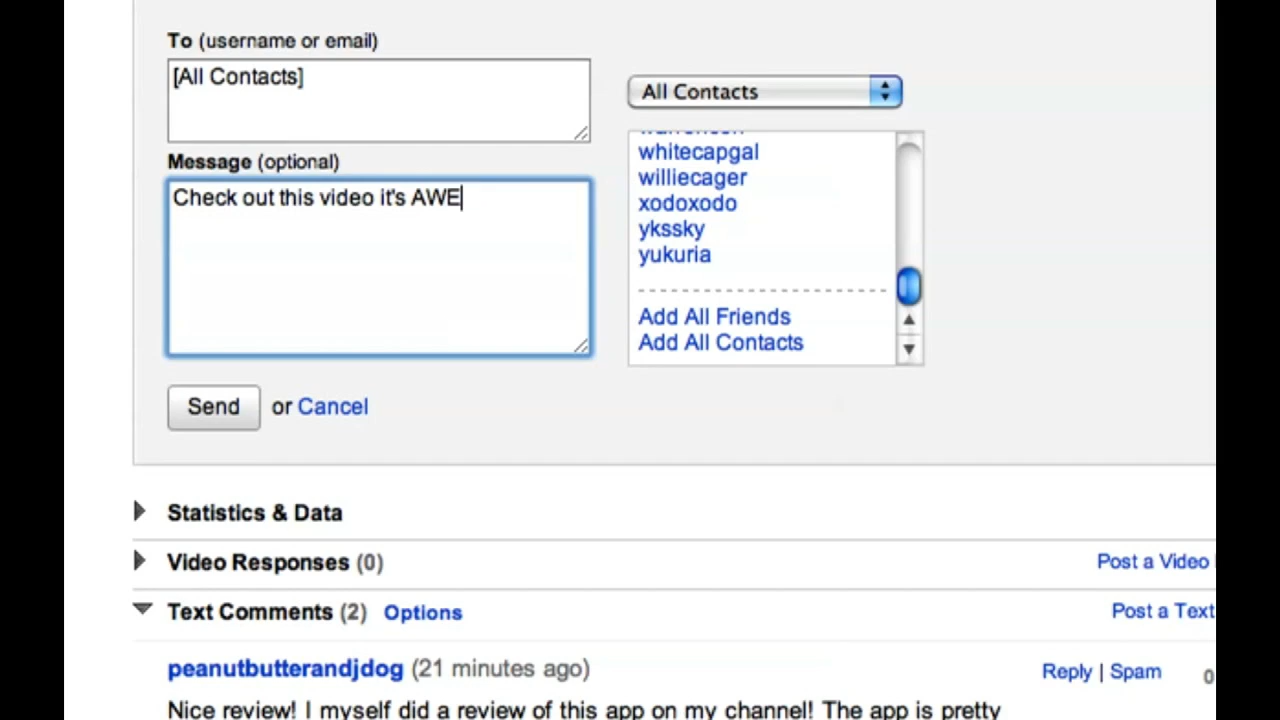 To (username or email)
[All Contacts]
All Contacts
whitecapgal
williecager
xodoxodo
ykssky
yukuria
Add All Friends
Add All Contacts
Message (optional)
Check out this video it's AWE
Send or Cancel
Statistics & Data
Video Responses (0) Post a Video
Text Comments (2) Options Post a Text
peanutbutterandjdog (21 minutes ago) Reply | Spam 0
Nice review! I myself did a review of this app on my channel! The app is pretty